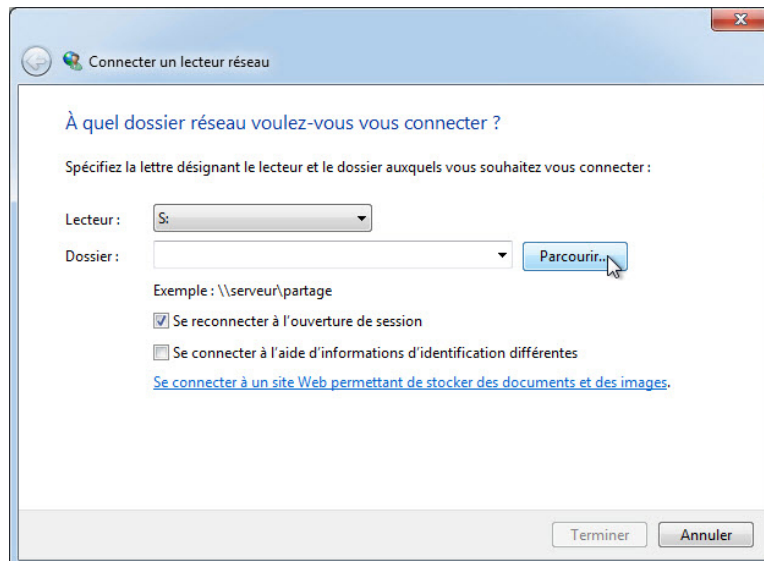 Connecter un lecteur réseau
À quel dossier réseau voulez-vous vous connecter ?
Spécifiez la lettre désignant le lecteur et le dossier auxquels vous souhaitez vous connecter :
Lecteur : S:
Dossier : Parcourir...
Exemple : \\serveur\partage
Se reconnecter à l'ouverture de session
Se connecter à l'aide d'informations d'identification différentes
Se connecter à un site Web permettant de stocker des documents et des images.
Terminer Annuler